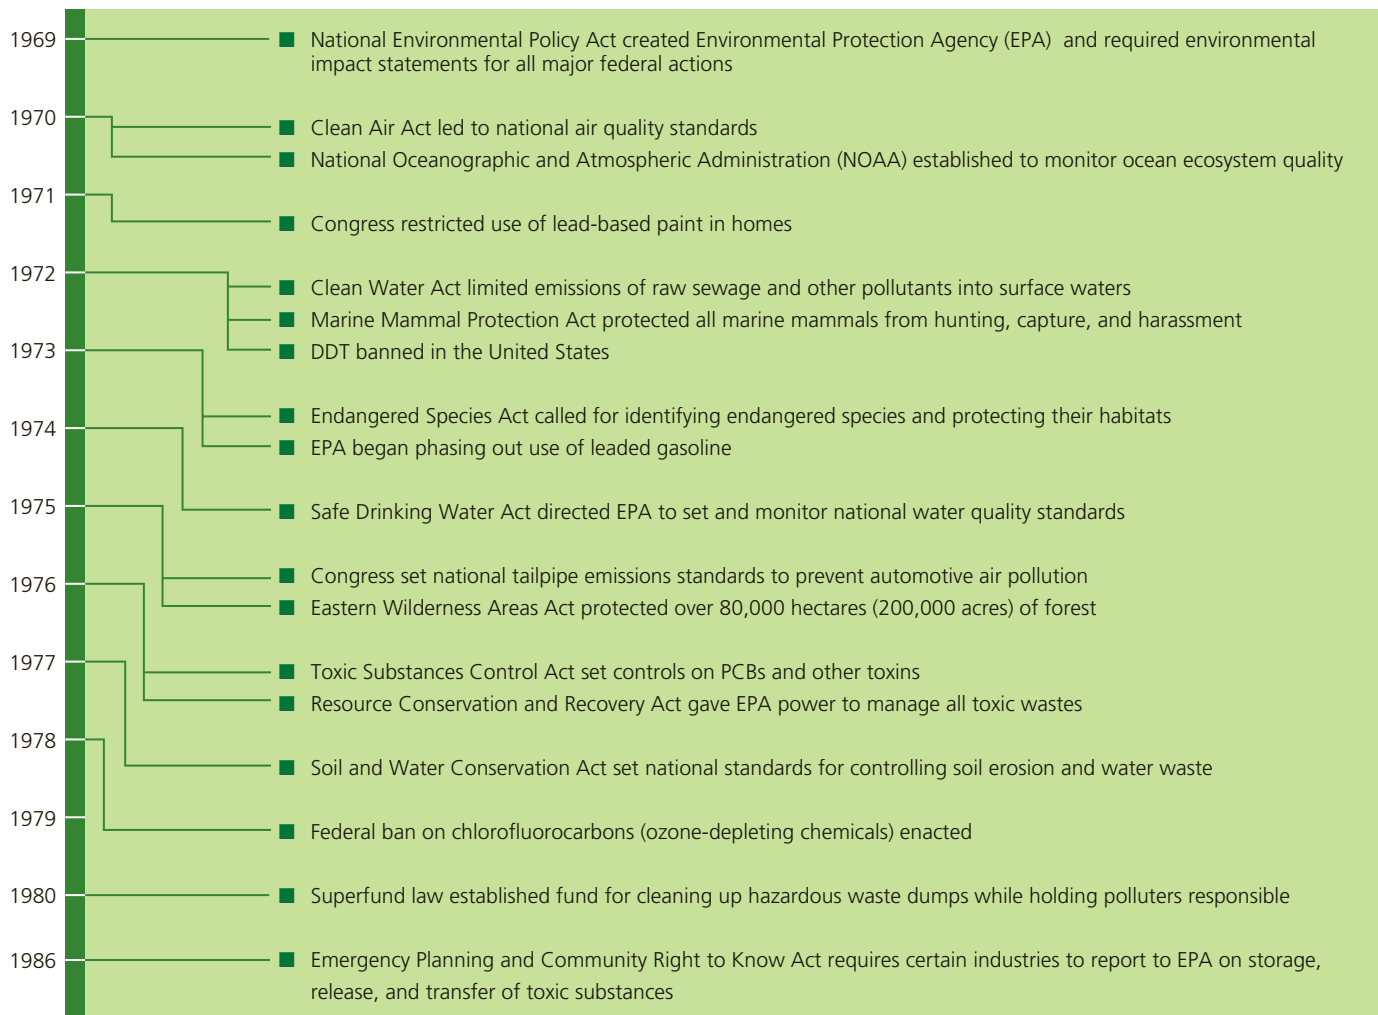 1969
National Environmental Policy Act created Environmental Protection Agency (EPA) and required environmental
impact statements for all major federal actions
1970
Clean Air Act led to national air quality standards
National Oceanographic and Atmospheric Administration (NOAA) established to monitor ocean ecosystem quality
1971
Congress restricted use of lead-based paint in homes
1972
Clean Water Act limited emissions of raw sewage and other pollutants into surface waters
Marine Mammal Protection Act protected all marine mammals from hunting, capture, and harassment
DDT banned in the United States
1973
Endangered Species Act called for identifying endangered species and protecting their habitats
EPA began phasing out use of leaded gasoline
1974
Safe Drinking Water Act directed EPA to set and monitor national water quality standards
1975
Congress set national tailpipe emissions standards to prevent automotive air pollution
Eastern Wilderness Areas Act protected over 80,000 hectares (200,000 acres) of forest
1976
Toxic Substances Control Act set controls on PCBs and other toxins
Resource Conservation and Recovery Act gave EPA power to manage all toxic wastes
1977
Soil and Water Conservation Act set national standards for controlling soil erosion and water waste
1978
Federal ban on chlorofluorocarbons (ozone-depleting chemicals) enacted
1979
1980
Superfund law established fund for cleaning up hazardous waste dumps while holding polluters responsible
1986
Emergency Planning and Community Right to Know Act requires certain industries to report to EPA on storage,
release, and transfer of toxic substances